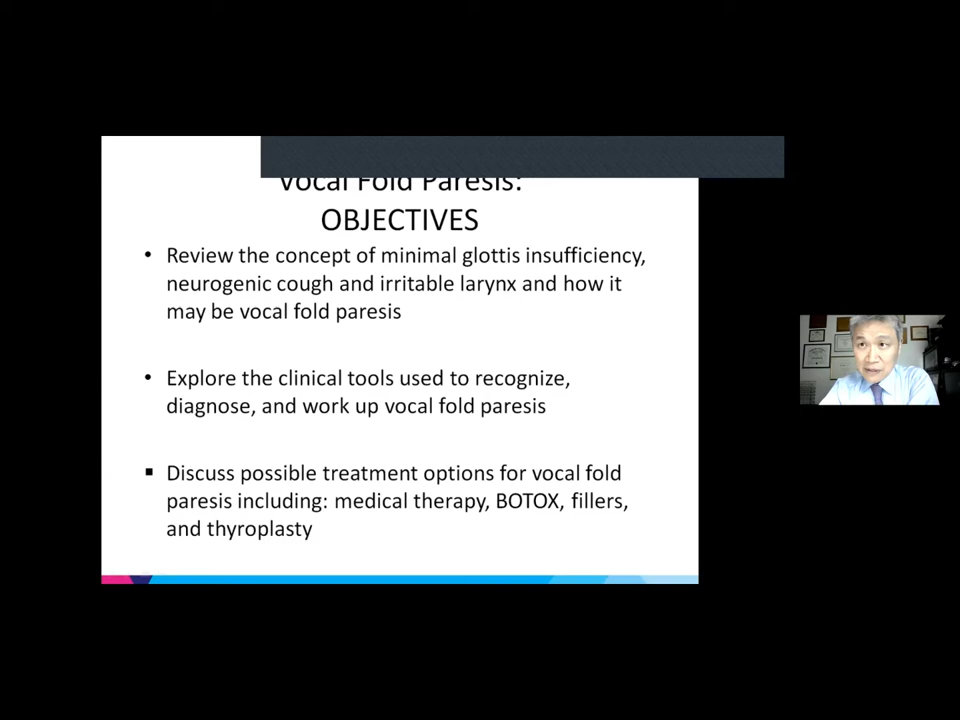 Vocal Fold Paresis:
OBJECTIVES
• Review the concept of minimal glottis insufficiency,
neurogenic cough and irritable larynx and how it
may be vocal fold paresis
• Explore the clinical tools used to recognize,
diagnose, and work up vocal fold paresis
▪ Discuss possible treatment options for vocal fold
paresis including: medical therapy, BOTOX, fillers,
and thyroplasty